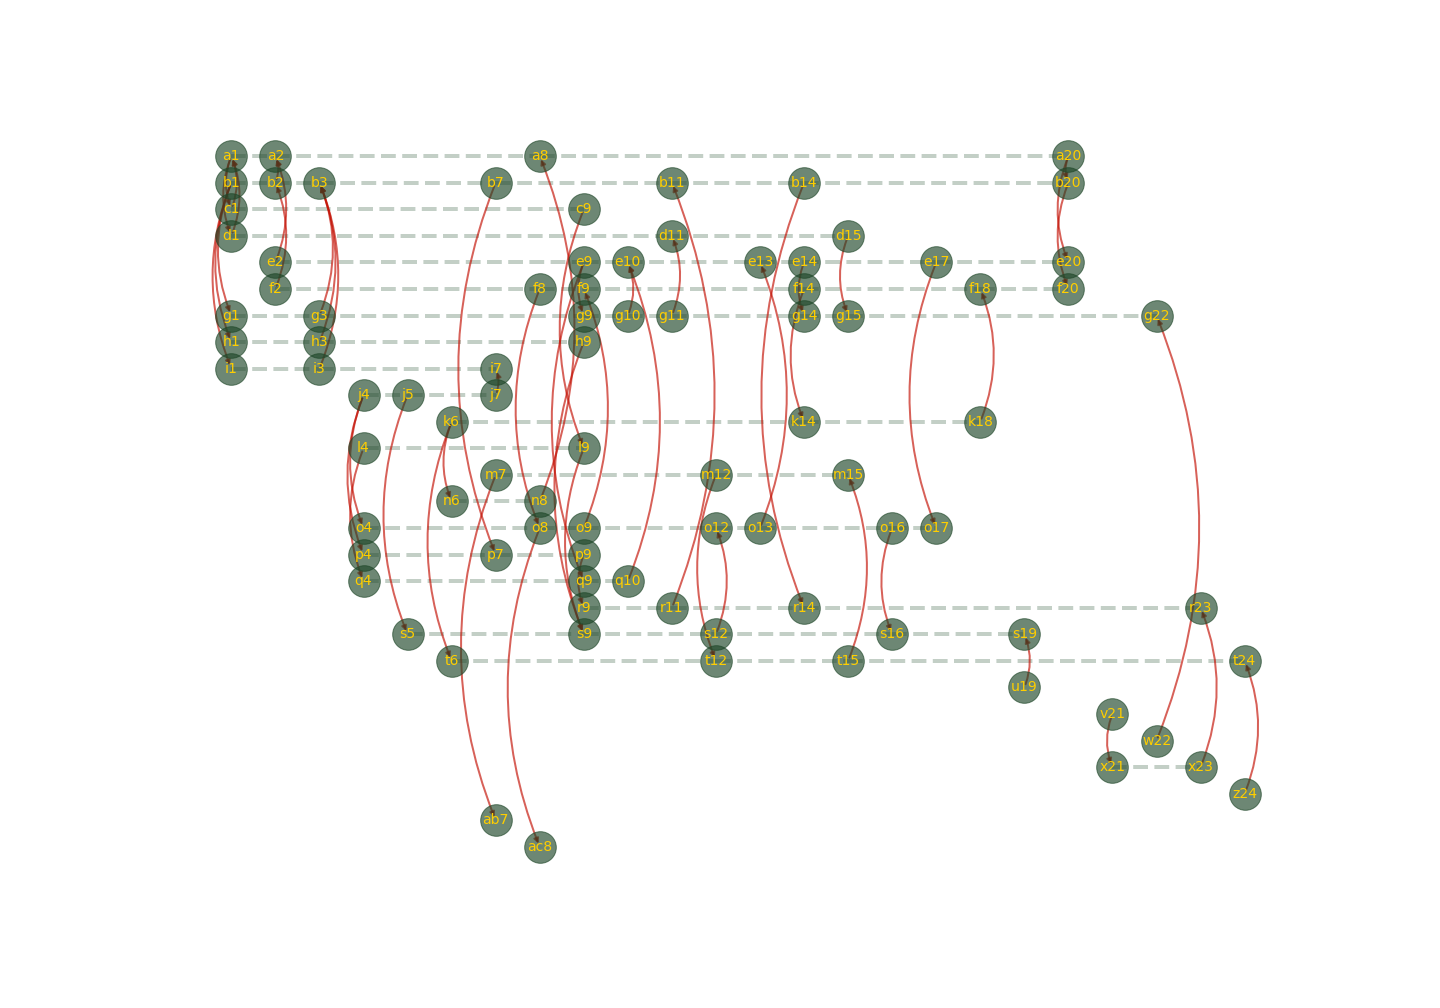 a1 a2 a8 a20
b1 b2 b3 b7 b11 b14 b20
c1 c9
d1 d11 d15
e2 e9 e10 e13 e14 e17 e20
f2 f8 f9 f14 f18 f20
g1 g3 g9 g10 g11 g14 g15 g22
h1 h3 h9
i1 i3 i7
j4 j5 j7
k6 k14 k18
l4 l9
m7 m12 m15
n6 n8
o4 o8 o9 o12 o13 o16 o17
p4 p7 p9
q4 q9 q10
r9 r11 r14 r23
s5 s9 s12 s16 s19
t6 t12 t15 t24
u19
v21
w22
x21 x23
z24
ab7
ac8